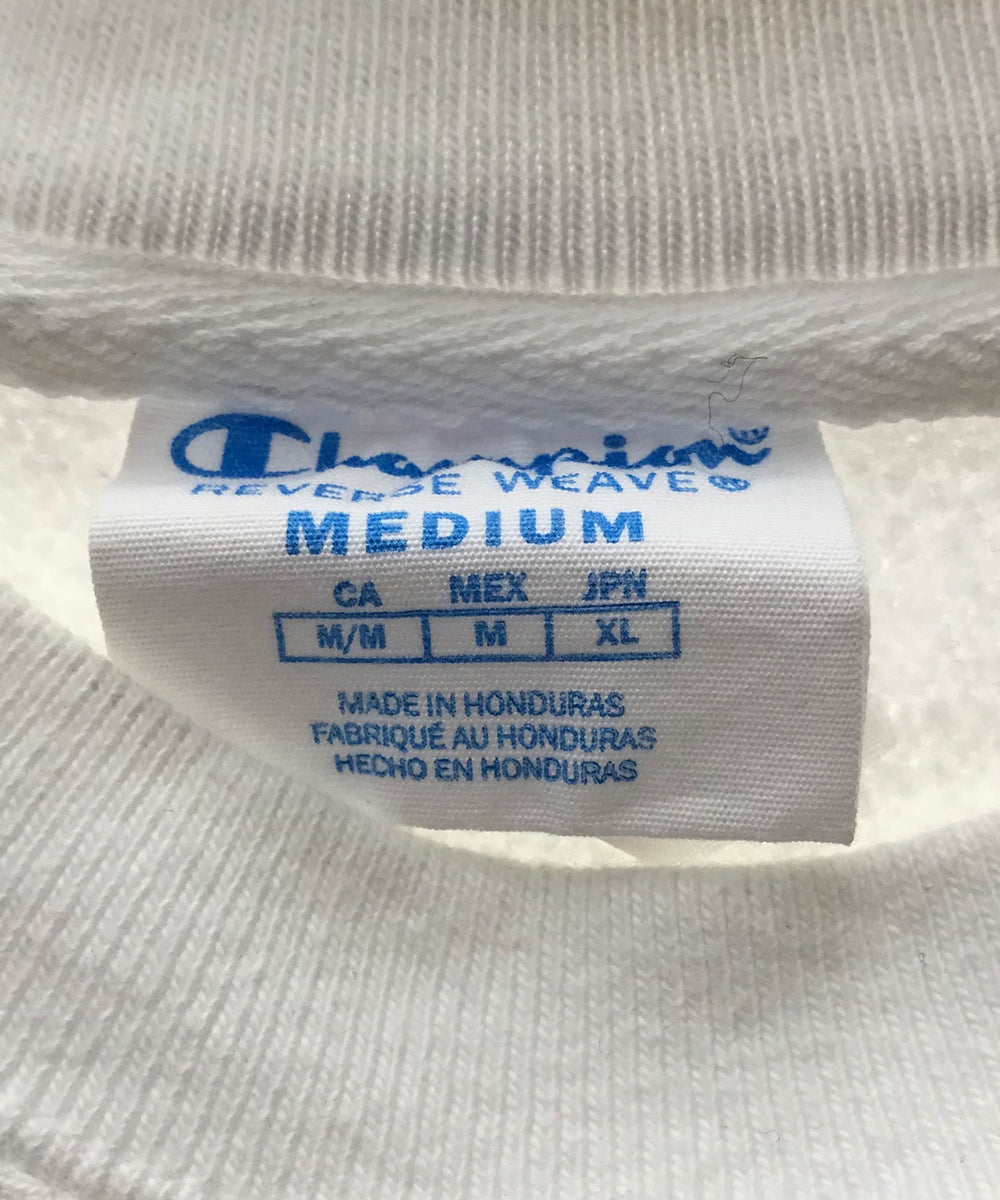 Champion
REVERSE WEAVE®
MEDIUM
CA MEX JPN
M/M M XL
MADE IN HONDURAS
FABRIQUÉ AU HONDURAS
HECHO EN HONDURAS